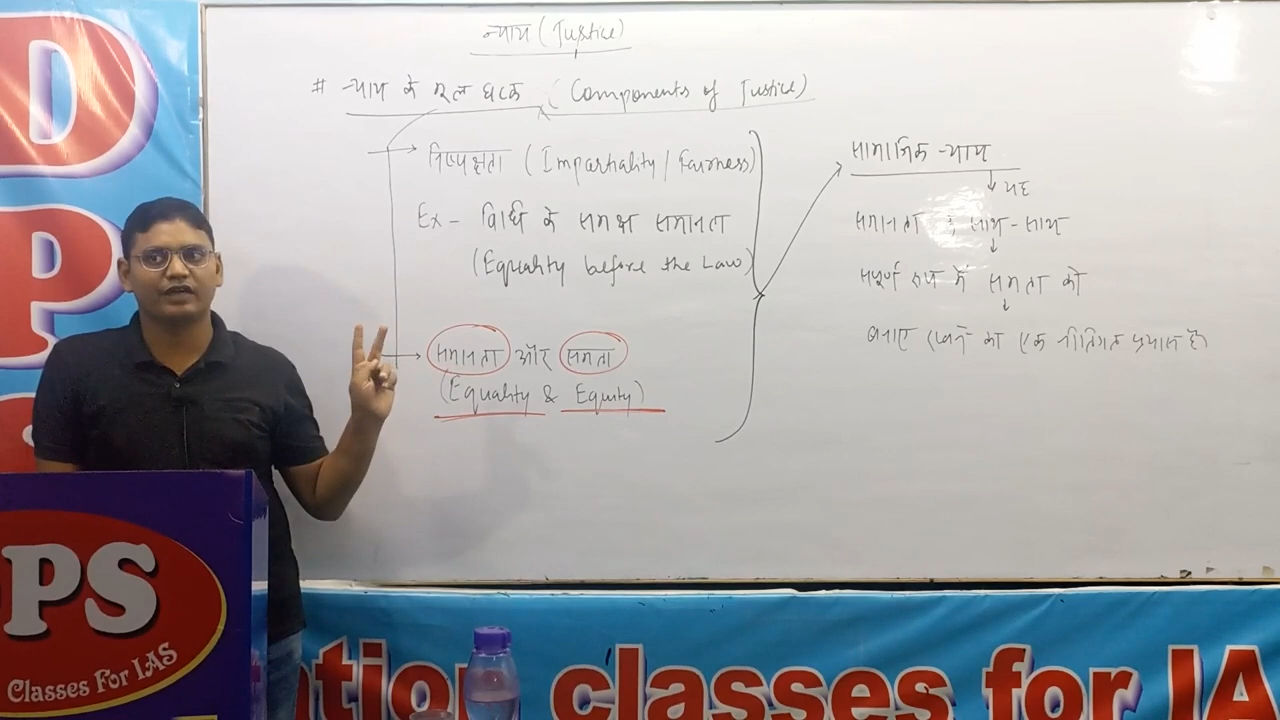 न्याय (Justice)
# न्याय के मूल घटक (Components of Justice)
निष्पक्षता (Impartiality / Fairness)
Ex - विधि के समक्ष समानता
(Equality before the Law)
समानता और समता
(Equality & Equity)
सामाजिक न्याय
यह
समानता के साथ-साथ
सम्पूर्ण रूप में समता को
बनाए रखने का एक नीतिगत प्रयास है
D
P
PS
Classes For IAS
ation classes for IA